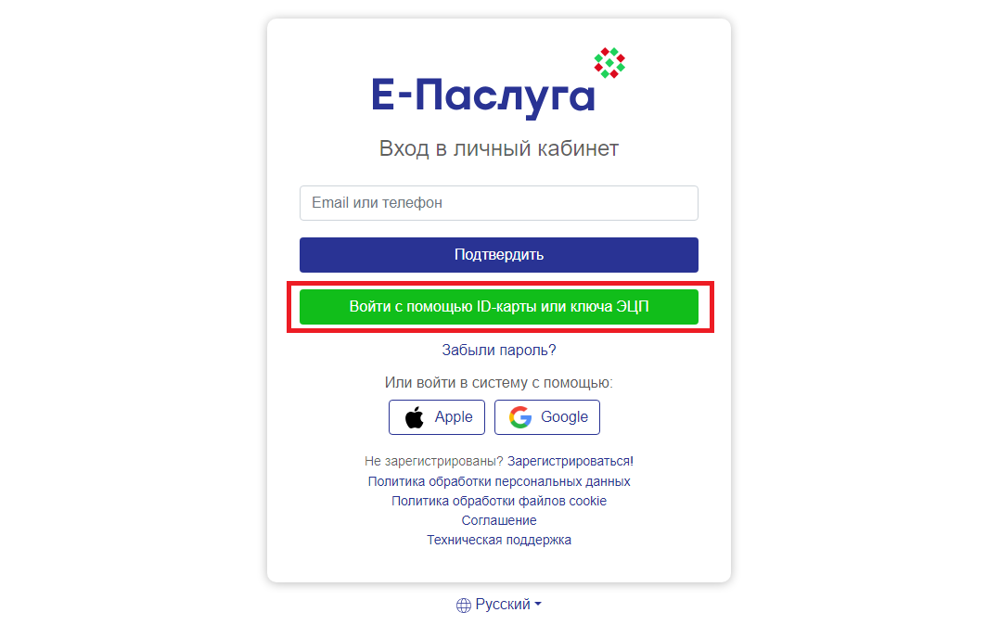 Е-Паслуга
Вход в личный кабинет
Email или телефон
Подтвердить
Войти с помощью ID-карты или ключа ЭЦП
Забыли пароль?
Или войти в систему с помощью:
Apple Google
Не зарегистрированы? Зарегистрироваться!
Политика обработки персональных данных
Политика обработки файлов cookie
Соглашение
Техническая поддержка
Русский